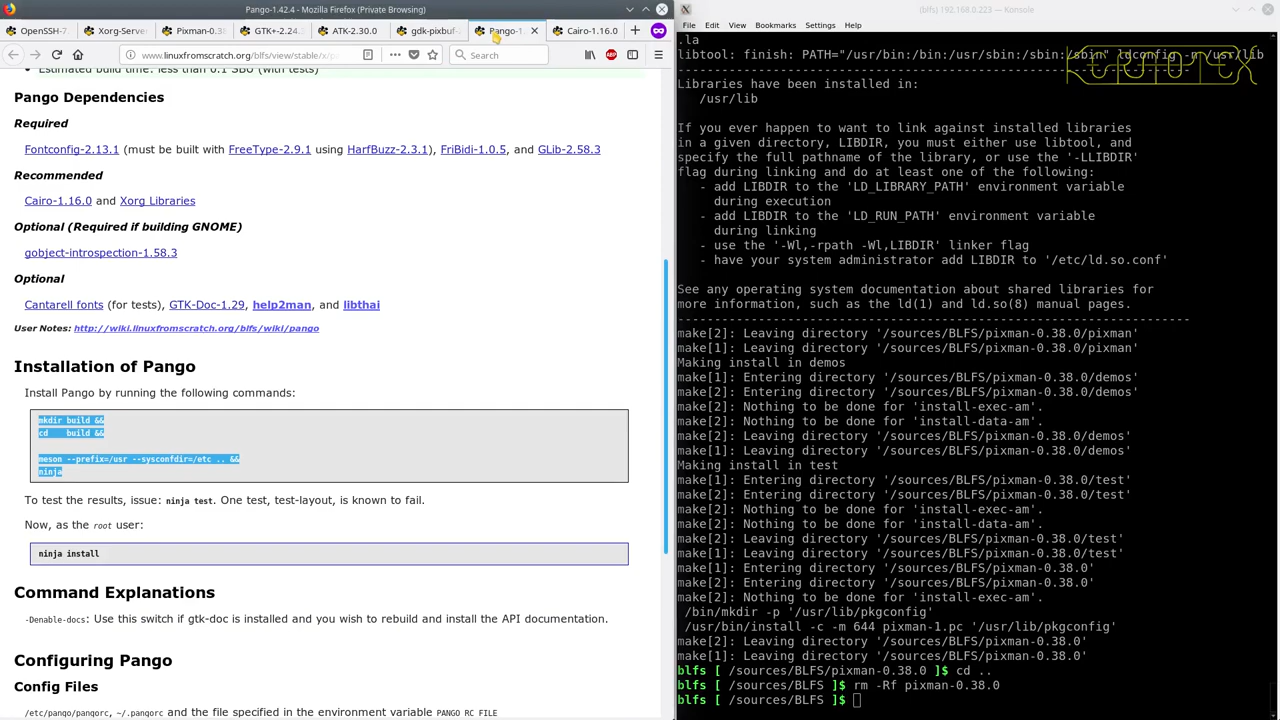 Pango-1.42.4 - Mozilla Firefox (Private Browsing)
OpenSSH-7. Xorg-Server Pixman-0.38 GTK+-2.24. ATK-2.30.0 gdk-pixbuf- Pango-1. Cairo-1.16.0
www.linuxfromscratch.org/blfs/view/stable/x
Search
Estimated build time: less than 0.1 SBU (with tests)
Pango Dependencies
Required
Fontconfig-2.13.1 (must be built with FreeType-2.9.1 using HarfBuzz-2.3.1), FriBidi-1.0.5, and GLib-2.58.3
Recommended
Cairo-1.16.0 and Xorg Libraries
Optional (Required if building GNOME)
gobject-introspection-1.58.3
Optional
Cantarell fonts (for tests), GTK-Doc-1.29, help2man, and libthai
User Notes: http://wiki.linuxfromscratch.org/blfs/wiki/pango
Installation of Pango
Install Pango by running the following commands:
mkdir build &&
cd    build &&
meson --prefix=/usr --sysconfdir=/etc .. &&
ninja
To test the results, issue: ninja test. One test, test-layout, is known to fail.
Now, as the root user:
ninja install
Command Explanations
-Denable-docs: Use this switch if gtk-doc is installed and you wish to rebuild and install the API documentation.
Configuring Pango
Config Files
/etc/pango/pangorc, ~/.pangorc and the file specified in the environment variable PANGO RC FILE
(blfs) 192.168.0.223 — Konsole
File Edit View Bookmarks Settings Help
.la
libtool: finish: PATH="/usr/bin:/bin:/usr/sbin:/sbin:/sbin" ldconfig -n /usr/lib
----------------------------------------------------------------------
Libraries have been installed in:
   /usr/lib
If you ever happen to want to link against installed libraries
in a given directory, LIBDIR, you must either use libtool, and
specify the full pathname of the library, or use the '-LLIBDIR'
flag during linking and do at least one of the following:
   - add LIBDIR to the 'LD_LIBRARY_PATH' environment variable
     during execution
   - add LIBDIR to the 'LD_RUN_PATH' environment variable
     during linking
   - use the '-Wl,-rpath -Wl,LIBDIR' linker flag
   - have your system administrator add LIBDIR to '/etc/ld.so.conf'
See any operating system documentation about shared libraries for
more information, such as the ld(1) and ld.so(8) manual pages.
----------------------------------------------------------------------
make[2]: Leaving directory '/sources/BLFS/pixman-0.38.0/pixman'
make[1]: Leaving directory '/sources/BLFS/pixman-0.38.0/pixman'
Making install in demos
make[1]: Entering directory '/sources/BLFS/pixman-0.38.0/demos'
make[2]: Entering directory '/sources/BLFS/pixman-0.38.0/demos'
make[2]: Nothing to be done for 'install-exec-am'.
make[2]: Nothing to be done for 'install-data-am'.
make[2]: Leaving directory '/sources/BLFS/pixman-0.38.0/demos'
make[1]: Leaving directory '/sources/BLFS/pixman-0.38.0/demos'
Making install in test
make[1]: Entering directory '/sources/BLFS/pixman-0.38.0/test'
make[2]: Entering directory '/sources/BLFS/pixman-0.38.0/test'
make[2]: Nothing to be done for 'install-exec-am'.
make[2]: Nothing to be done for 'install-data-am'.
make[2]: Leaving directory '/sources/BLFS/pixman-0.38.0/test'
make[1]: Leaving directory '/sources/BLFS/pixman-0.38.0/test'
make[1]: Entering directory '/sources/BLFS/pixman-0.38.0'
make[2]: Entering directory '/sources/BLFS/pixman-0.38.0'
make[2]: Nothing to be done for 'install-exec-am'.
 /bin/mkdir -p '/usr/lib/pkgconfig'
 /usr/bin/install -c -m 644 pixman-1.pc '/usr/lib/pkgconfig'
make[2]: Leaving directory '/sources/BLFS/pixman-0.38.0'
make[1]: Leaving directory '/sources/BLFS/pixman-0.38.0'
blfs [ /sources/BLFS/pixman-0.38.0 ]$ cd ..
blfs [ /sources/BLFS ]$ rm -Rf pixman-0.38.0
blfs [ /sources/BLFS ]$